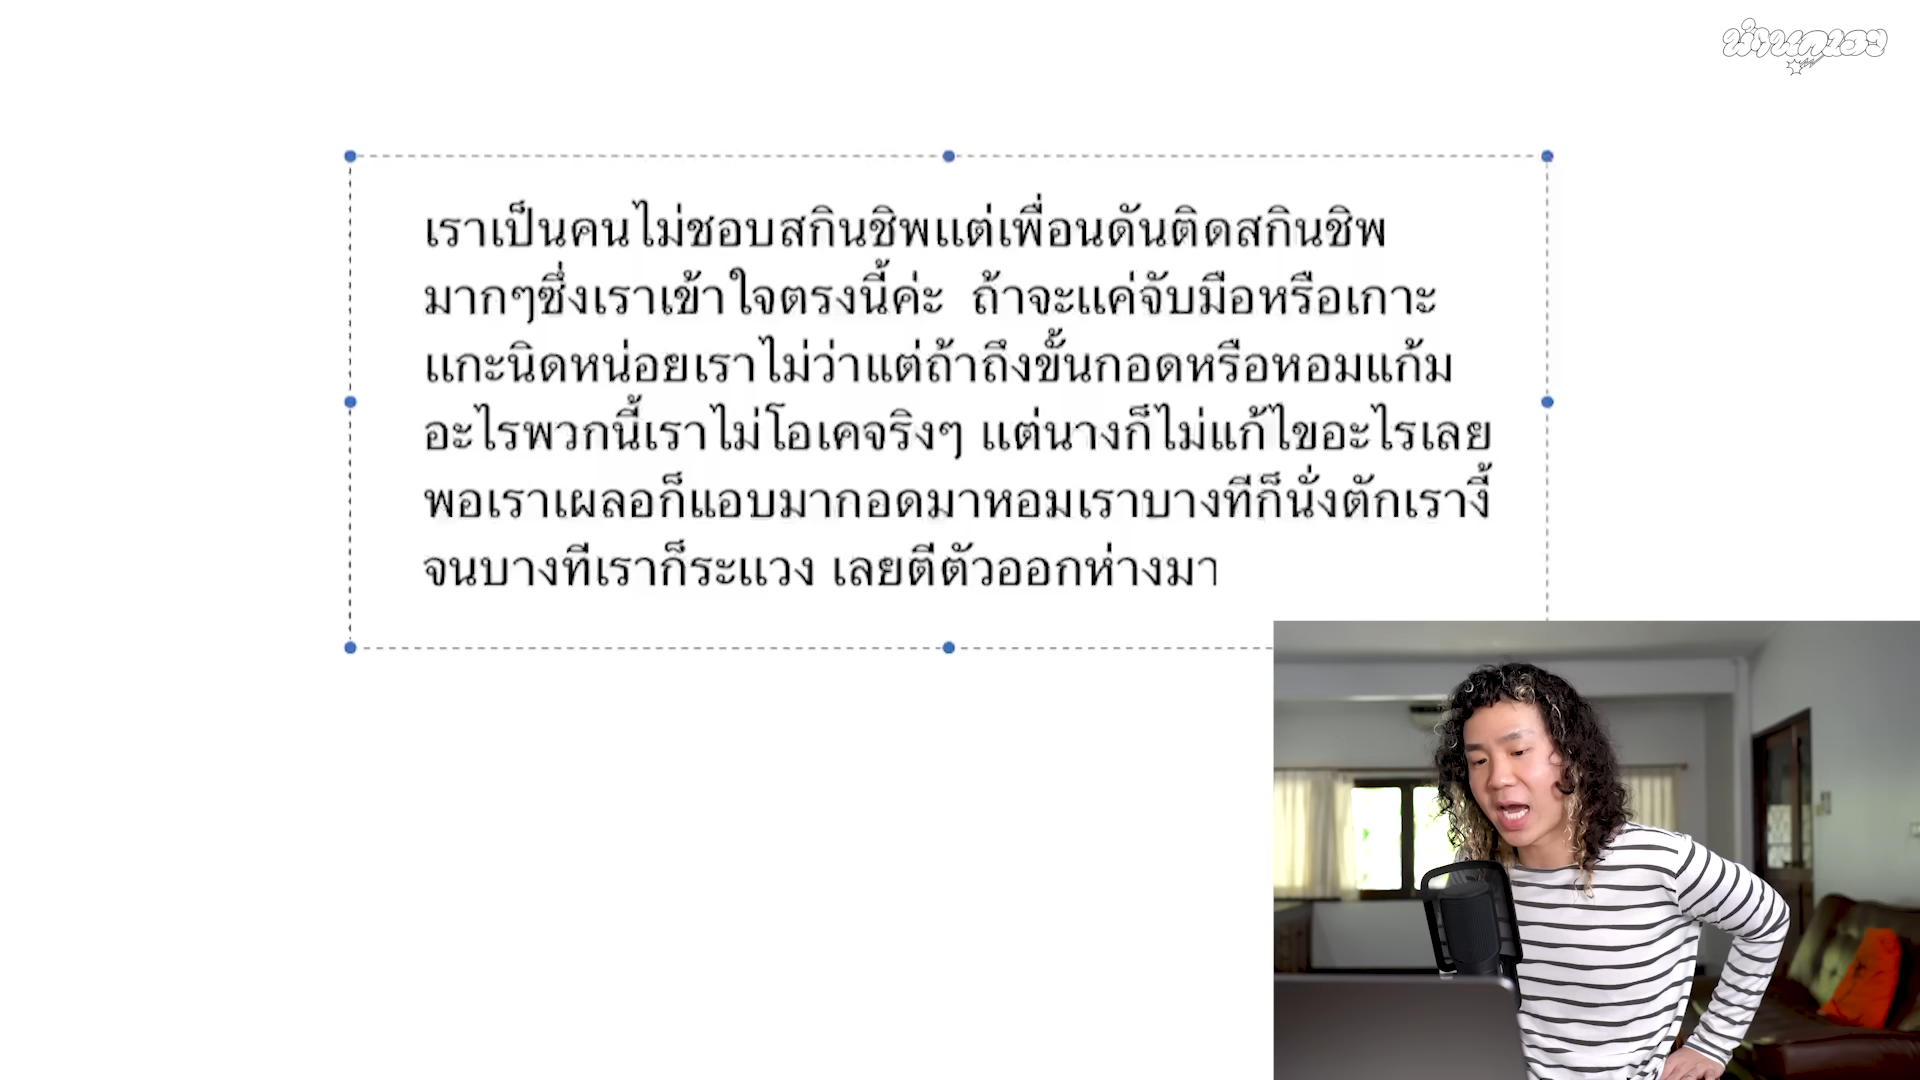 น่านกเอง
เราเป็นคนไม่ชอบสกินชิพแต่เพื่อนดันติดสกินชิพ
มากๆซึ่งเราเข้าใจตรงนี้ค่ะ ถ้าจะแค่จับมือหรือเกาะ
แกะนิดหน่อยเราไม่ว่าแต่ถ้าถึงขั้นกอดหรือหอมแก้ม
อะไรพวกนี้เราไม่โอเคจริงๆ แต่นางก็ไม่แก้ไขอะไรเลย
พอเราเผลอก็แอบมากอดมาหอมเราบางทีก็นั่งตักเรางี้
จนบางทีเราก็ระแวง เลยตีตัวออกห่างมา